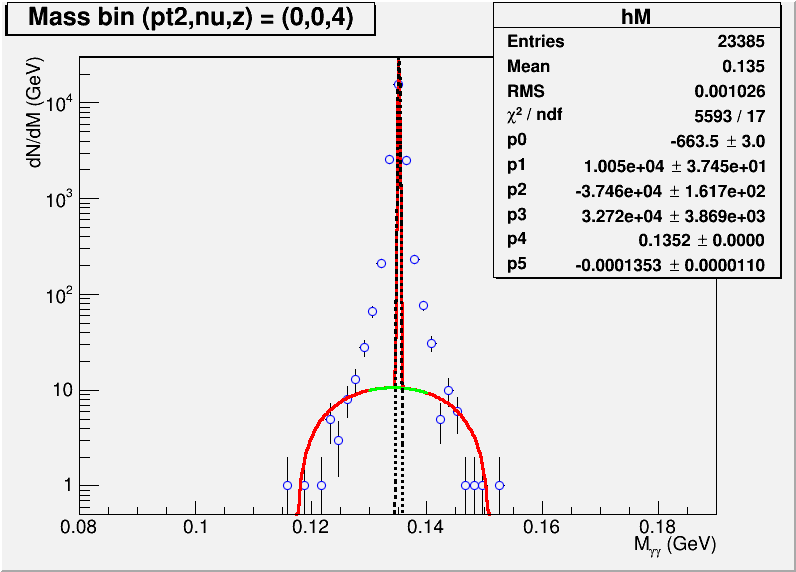 Mass bin (pt2,nu,z) = (0,0,4)
hM
Entries 23385
Mean 0.135
RMS 0.001026
χ² / ndf 5593 / 17
p0 -663.5 ± 3.0
p1 1.005e+04 ± 3.745e+01
p2 -3.746e+04 ± 1.617e+02
p3 3.272e+04 ± 3.869e+03
p4 0.1352 ± 0.0000
p5 -0.0001353 ± 0.0000110
dN/dM (GeV)
10⁴
10³
10²
10
1
0.08 0.1 0.12 0.14 0.16 0.18
Mγγ (GeV)